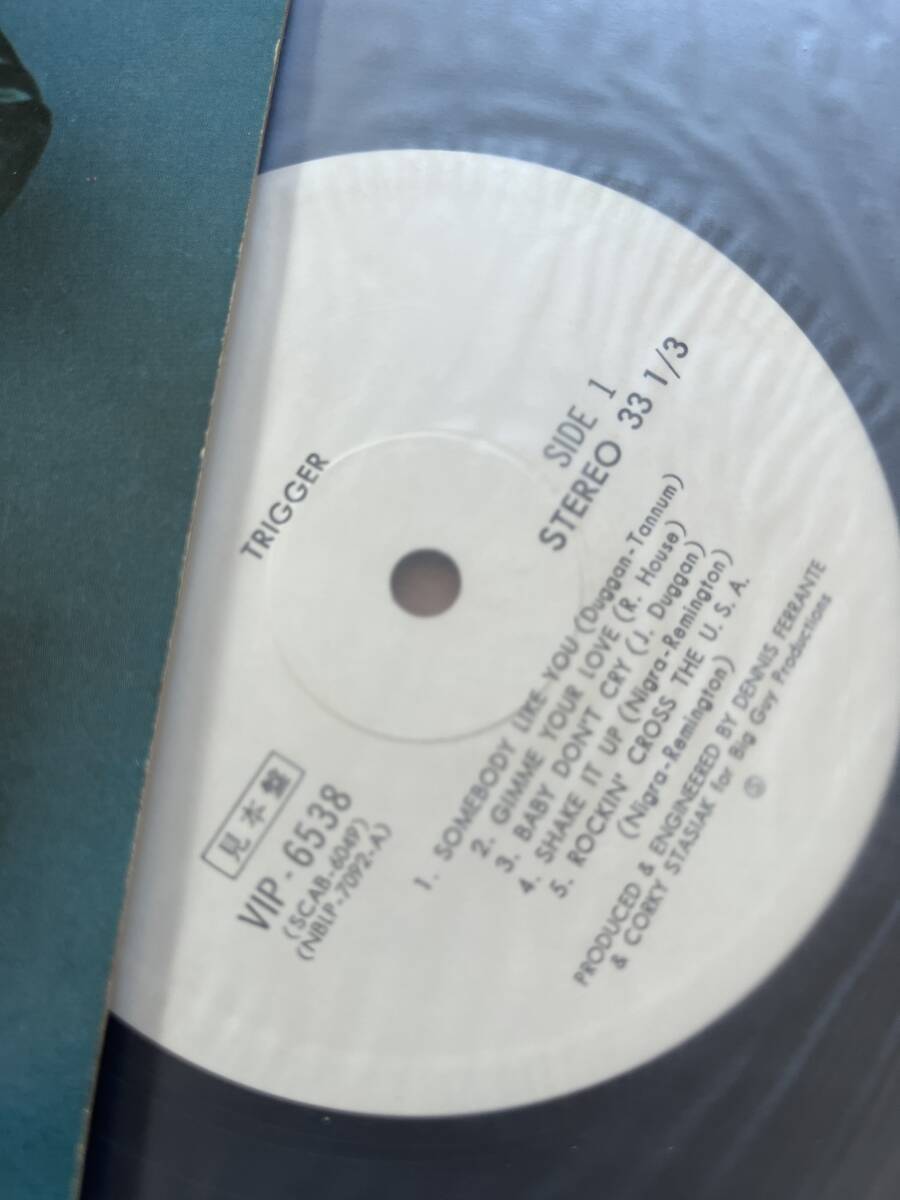 TRIGGER
見本盤
VIP-6538
(SCAB-6049)
(NBLP-7092-A)
SIDE 1
STEREO 33 1/3
1. SOMEBODY LIKE YOU (Duggan-Tannum)
2. GIMME YOUR LOVE (R. House)
3. BABY DON'T CRY (J. Duggan)
4. SHAKE IT UP (Nigra-Remington)
5. ROCKIN' CROSS THE U. S. A.
(Nigra-Remington)
PRODUCED & ENGINEERED BY DENNIS FERRANTE
& CORKY STASIAK for Big Guy Productions